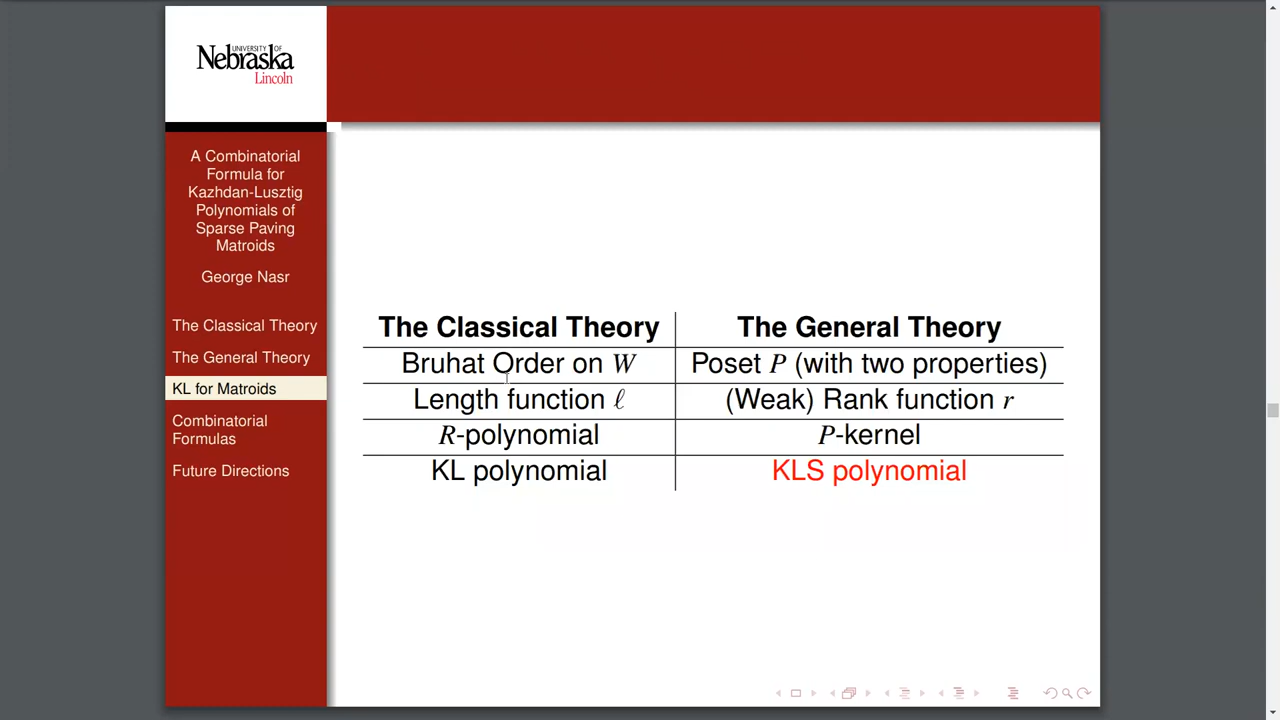 UNIVERSITY OF
Nebraska
Lincoln
A Combinatorial
Formula for
Kazhdan-Lusztig
Polynomials of
Sparse Paving
Matroids
George Nasr
The Classical Theory
The General Theory
KL for Matroids
Combinatorial
Formulas
Future Directions
The Classical Theory The General Theory
Bruhat Order on W Poset P (with two properties)
Length function ℓ (Weak) Rank function r
R-polynomial P-kernel
KL polynomial KLS polynomial